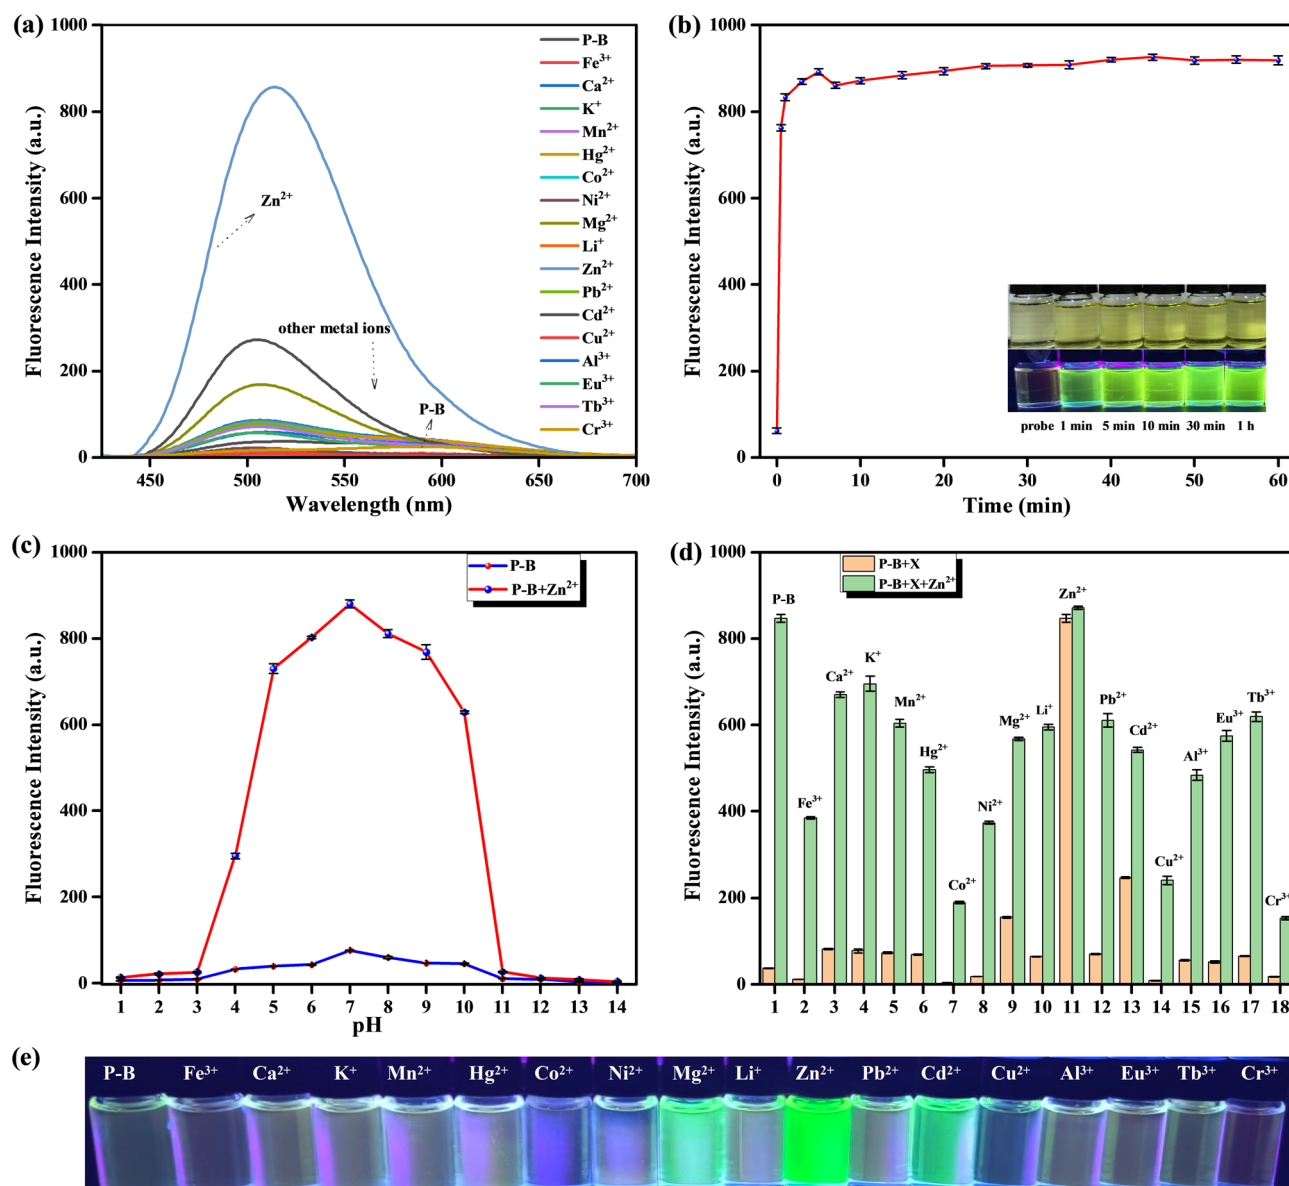 (a)
1000
800
600
400
200
0
Fluorescence Intensity (a.u.)
450 500 550 600 650 700
Wavelength (nm)
Zn²⁺
other metal ions
P-B
P-B
Fe³⁺
Ca²⁺
K⁺
Mn²⁺
Hg²⁺
Co²⁺
Ni²⁺
Mg²⁺
Li⁺
Zn²⁺
Pb²⁺
Cd²⁺
Cu²⁺
Al³⁺
Eu³⁺
Tb³⁺
Cr³⁺
(b)
1000
800
600
400
200
0
Fluorescence Intensity (a.u.)
probe 1 min 5 min 10 min 30 min 1 h
0 10 20 30 40 50 60
Time (min)
(c)
1000
800
600
400
200
0
Fluorescence Intensity (a.u.)
P-B
P-B+Zn²⁺
1 2 3 4 5 6 7 8 9 10 11 12 13 14
pH
(d)
1000
800
600
400
200
0
Fluorescence Intensity (a.u.)
P-B+X
P-B+X+Zn²⁺
P-B
Fe³⁺
Ca²⁺
K⁺
Mn²⁺
Hg²⁺
Co²⁺
Ni²⁺
Mg²⁺
Li⁺
Zn²⁺
Pb²⁺
Cd²⁺
Cu²⁺
Al³⁺
Eu³⁺
Tb³⁺
Cr³⁺
1 2 3 4 5 6 7 8 9 10 11 12 13 14 15 16 17 18
(e)
P-B Fe³⁺ Ca²⁺ K⁺ Mn²⁺ Hg²⁺ Co²⁺ Ni²⁺ Mg²⁺ Li⁺ Zn²⁺ Pb²⁺ Cd²⁺ Cu²⁺ Al³⁺ Eu³⁺ Tb³⁺ Cr³⁺